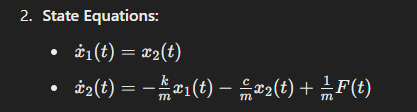 2. State Equations:
• ẋ₁(t) = x₂(t)
• ẋ₂(t) = −k/m x₁(t) − c/m x₂(t) + 1/m F(t)